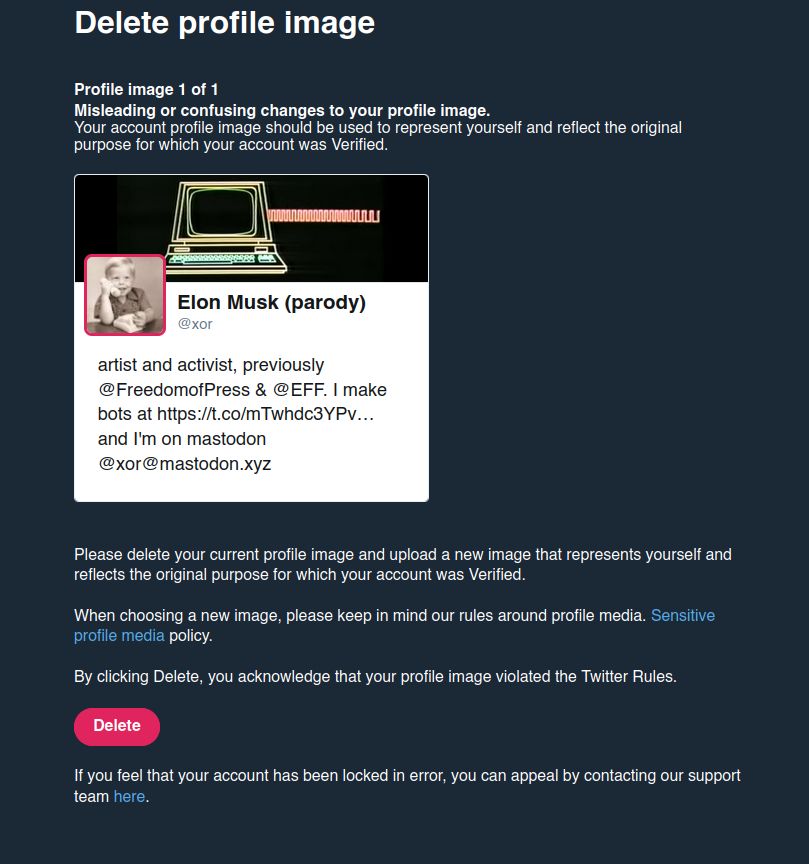 Delete profile image
Profile image 1 of 1
Misleading or confusing changes to your profile image.
Your account profile image should be used to represent yourself and reflect the original
purpose for which your account was Verified.
Elon Musk (parody)
@xor
artist and activist, previously
@FreedomofPress & @EFF. I make
bots at https://t.co/mTwhdc3YPv…
and I'm on mastodon
@xor@mastodon.xyz
Please delete your current profile image and upload a new image that represents yourself and
reflects the original purpose for which your account was Verified.
When choosing a new image, please keep in mind our rules around profile media. Sensitive
profile media policy.
By clicking Delete, you acknowledge that your profile image violated the Twitter Rules.
Delete
If you feel that your account has been locked in error, you can appeal by contacting our support
team here.